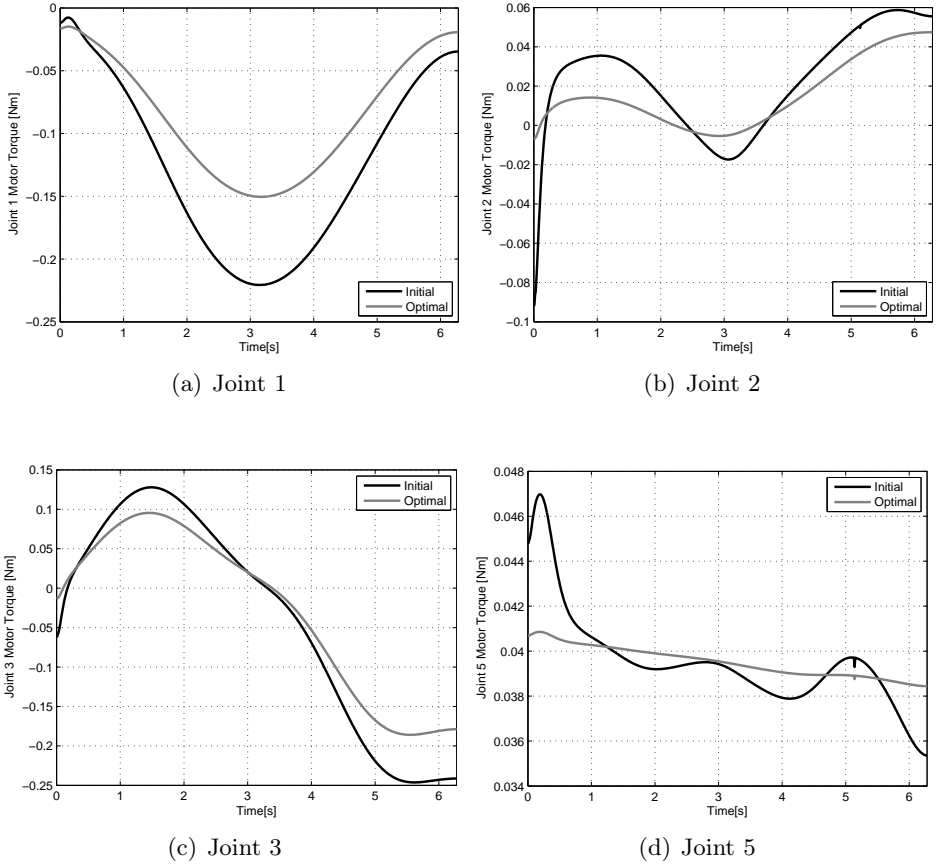 0
−0.05
−0.1
−0.15
−0.2
−0.25
Joint 1 Motor Torque [Nm]
0 1 2 3 4 5 6
Time[s]
Initial
Optimal
(a) Joint 1
0.06
0.04
0.02
0
−0.02
−0.04
−0.06
−0.08
−0.1
Joint 2 Motor Torque [Nm]
0 1 2 3 4 5 6
Time[s]
Initial
Optimal
(b) Joint 2
0.15
0.1
0.05
0
−0.05
−0.1
−0.15
−0.2
−0.25
Joint 3 Motor Torque [Nm]
0 1 2 3 4 5 6
Time[s]
Initial
Optimal
(c) Joint 3
0.048
0.046
0.044
0.042
0.04
0.038
0.036
0.034
Joint 5 Motor Torque [Nm]
0 1 2 3 4 5 6
Time[s]
Initial
Optimal
(d) Joint 5